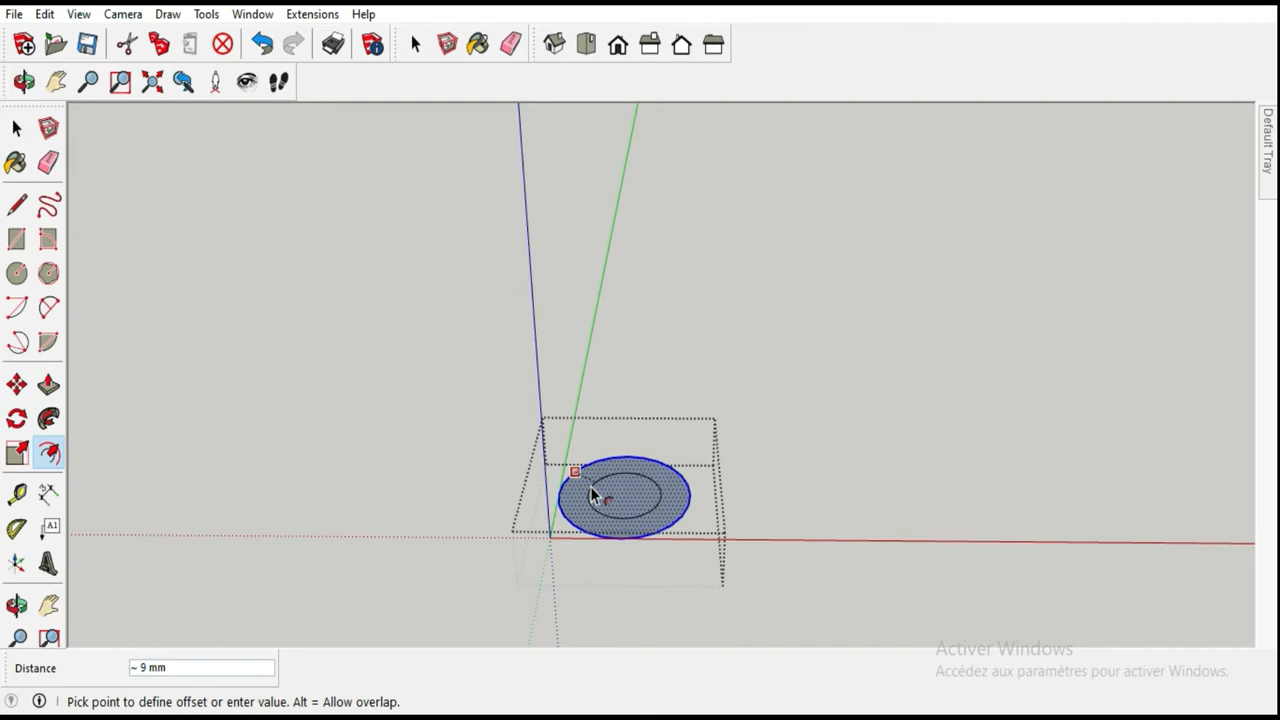 File Edit View Camera Draw Tools Window Extensions Help
Default Tray
A1
Activer Windows
Accédez aux paramètres pour activer Windows.
Distance ~ 9 mm
Pick point to define offset or enter value. Alt = Allow overlap.